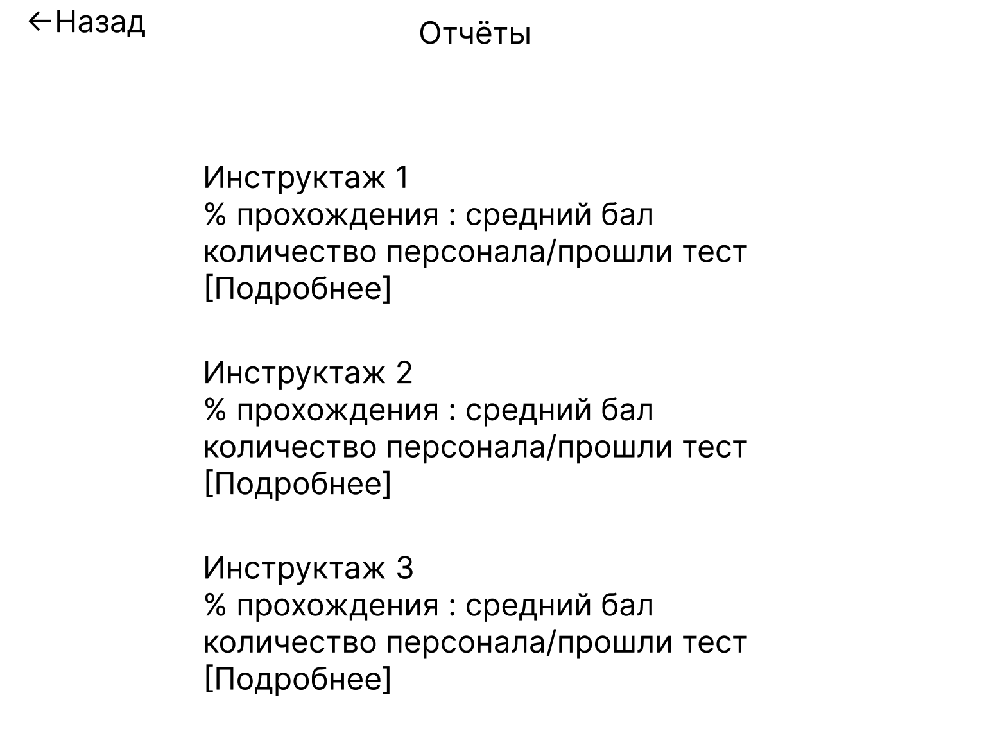 ←Назад
Отчёты
Инструктаж 1
% прохождения : средний бал
количество персонала/прошли тест
[Подробнее]
Инструктаж 2
% прохождения : средний бал
количество персонала/прошли тест
[Подробнее]
Инструктаж 3
% прохождения : средний бал
количество персонала/прошли тест
[Подробнее]